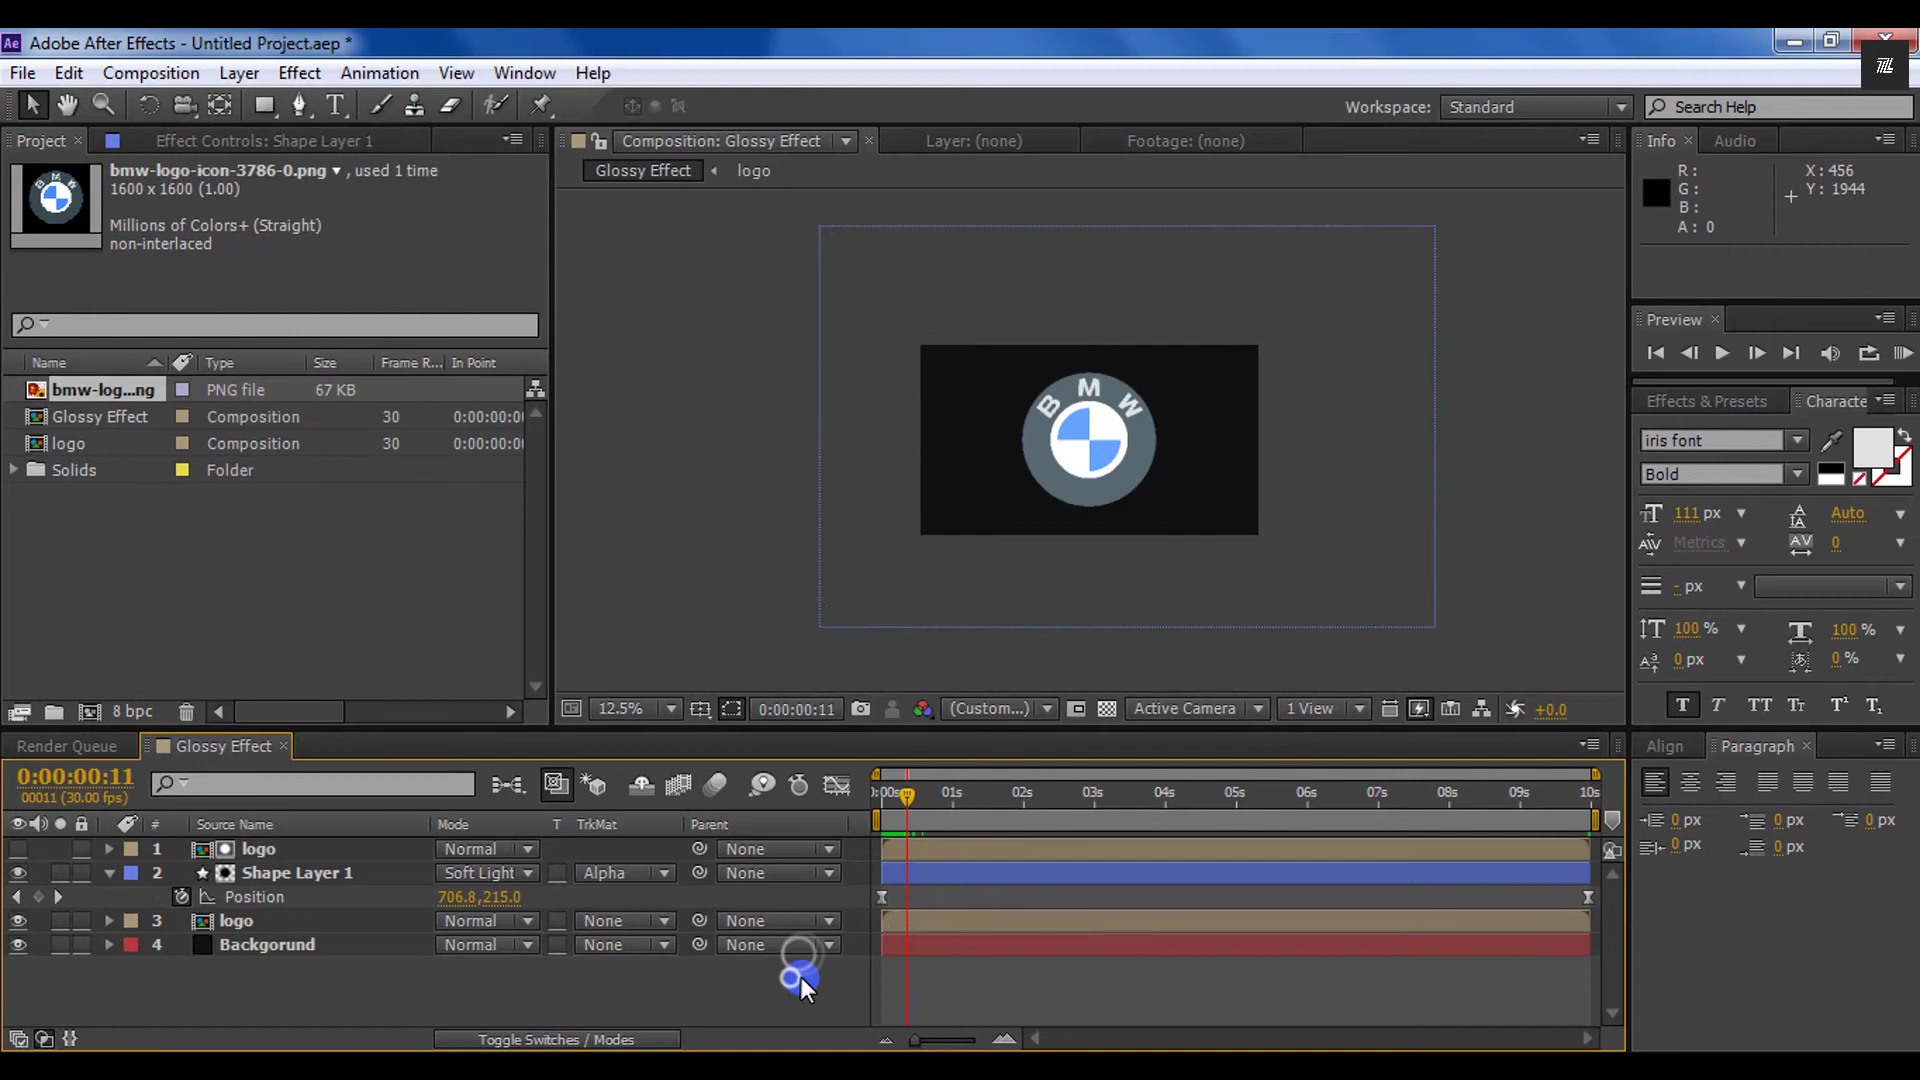 Ae Adobe After Effects - Untitled Project.aep *
File Edit Composition Layer Effect Animation View Window Help
Workspace: Standard Search Help
Project Effect Controls: Shape Layer 1
Composition: Glossy Effect Layer: (none) Footage: (none)
Info Audio
bmw-logo-icon-3786-0.png , used 1 time
1600 x 1600 (1.00)
Millions of Colors+ (Straight)
non-interlaced
Glossy Effect logo
R:
G:
B:
A: 0
X: 456
Y: 1944
B M W
Preview
Name Type Size Frame R... In Point
bmw-log...ng PNG file 67 KB
Glossy Effect Composition 30 0:00:00:0
logo Composition 30 0:00:00:0
Solids Folder
B M W
Effects & Presets Characte
iris font
Bold
111 px Auto
Metrics 0
- px
100 % 100 %
0 px 0 %
T T TT Tr T¹ T₁
8 bpc
12.5% 0:00:00:11 (Custom...) Active Camera 1 View +0.0
Render Queue Glossy Effect
Align Paragraph
0:00:00:11
00011 (30.00 fps)
0:00s 01s 02s 03s 04s 05s 06s 07s 08s 09s 10s
# Source Name Mode T TrkMat Parent
1 logo Normal None
2 Shape Layer 1 Soft Light Alpha None
Position 706.8,215.0
3 logo Normal None None
4 Backgorund Normal None None
0 px 0 px 0 px
0 px 0 px
Toggle Switches / Modes